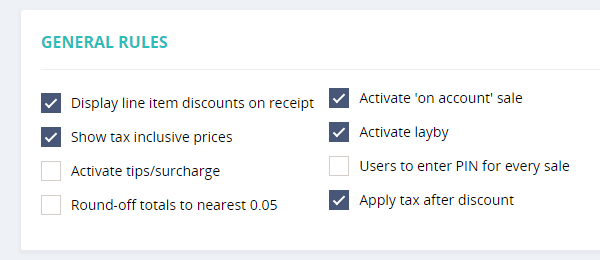 GENERAL RULES
Display line item discounts on receipt
Show tax inclusive prices
Activate tips/surcharge
Round-off totals to nearest 0.05
Activate 'on account' sale
Activate layby
Users to enter PIN for every sale
Apply tax after discount